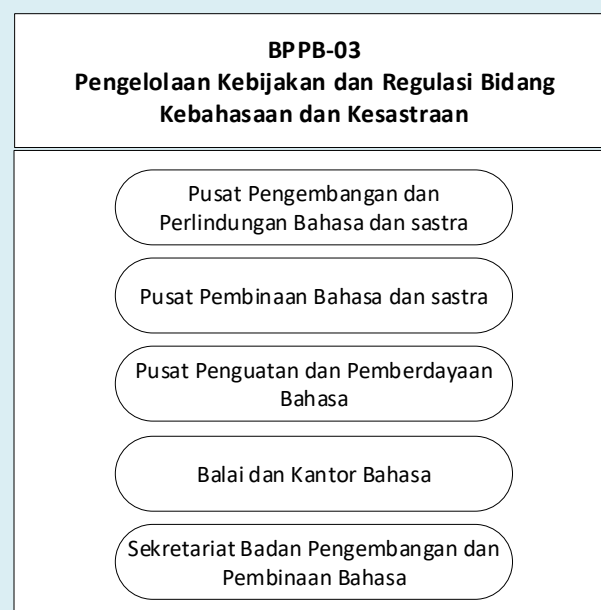 BPPB-03
Pengelolaan Kebijakan dan Regulasi Bidang
Kebahasaan dan Kesastraan
Pusat Pengembangan dan
Perlindungan Bahasa dan sastra
Pusat Pembinaan Bahasa dan sastra
Pusat Penguatan dan Pemberdayaan
Bahasa
Balai dan Kantor Bahasa
Sekretariat Badan Pengembangan dan
Pembinaan Bahasa